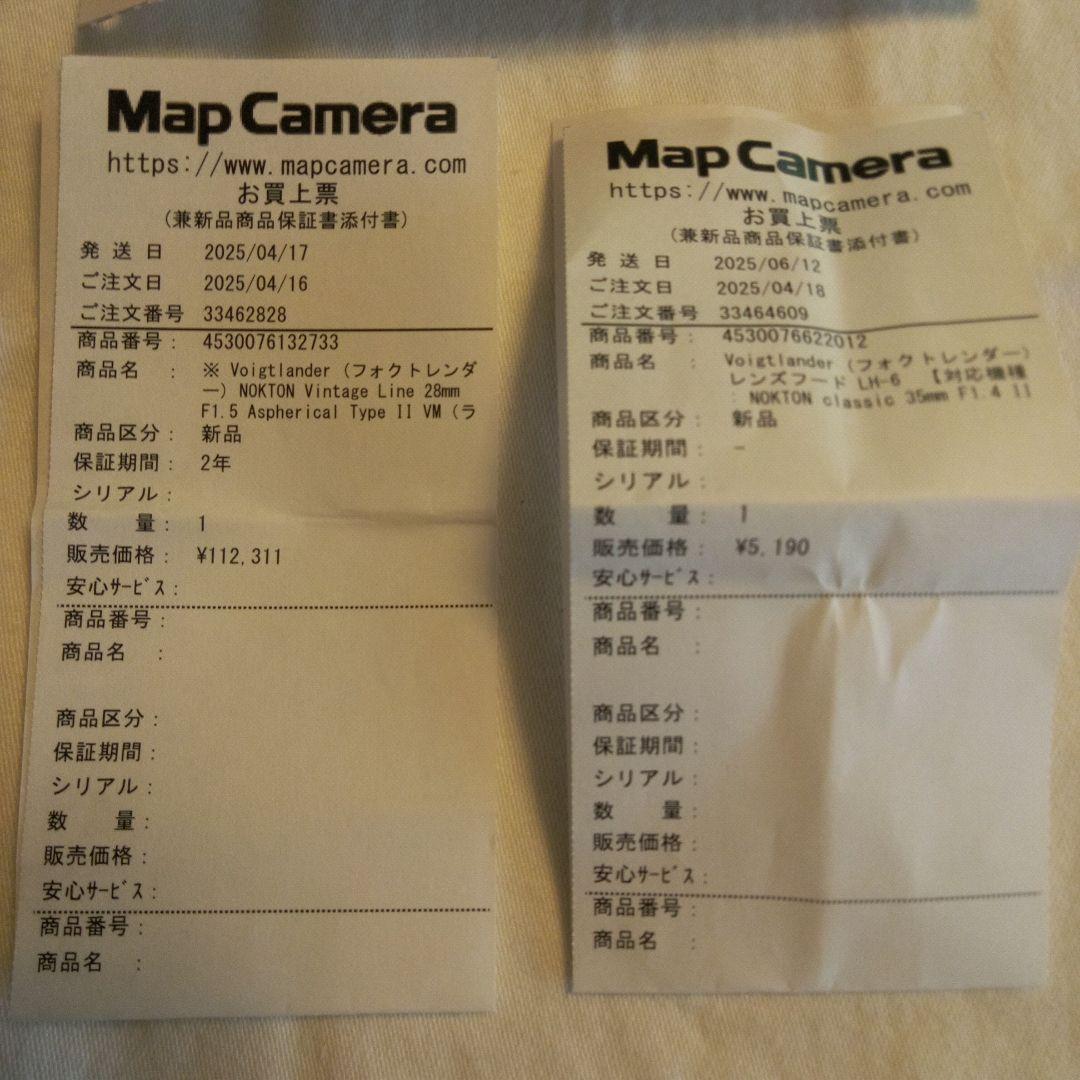 Map Camera
https://www.mapcamera.com
お買上票
(兼新品商品保証書添付書)
発 送 日 2025/04/17
ご注文日 2025/04/16
ご注文番号 33462828
商品番号: 4530076132733
商品名 : ※ Voigtlander (フォクトレンダ
ー) NOKTON Vintage Line 28mm
F1.5 Aspherical Type II VM (ラ
商品区分: 新品
保証期間: 2年
シリアル:
数 量: 1
販売価格: ¥112,311
安心サービス:
商品番号:
商品名 :
商品区分:
保証期間:
シリアル:
数 量:
販売価格:
安心サービス:
商品番号:
商品名 :
Map Camera
https://www.mapcamera.com
お買上票
(兼新品商品保証書添付書)
発 送 日 2025/06/12
ご注文日 2025/04/18
ご注文番号 33464609
商品番号: 4530076622012
商品名 : Voigtlander (フォクトレンダー)
レンズフード LH-6 【対応機種
: NOKTON classic 35mm F1.4 II
商品区分: 新品
保証期間: -
シリアル:
数 量: 1
販売価格: ¥5,190
安心サービス:
商品番号:
商品名 :
商品区分:
保証期間:
シリアル:
数 量:
販売価格:
安心サービス:
商品番号:
商品名 :